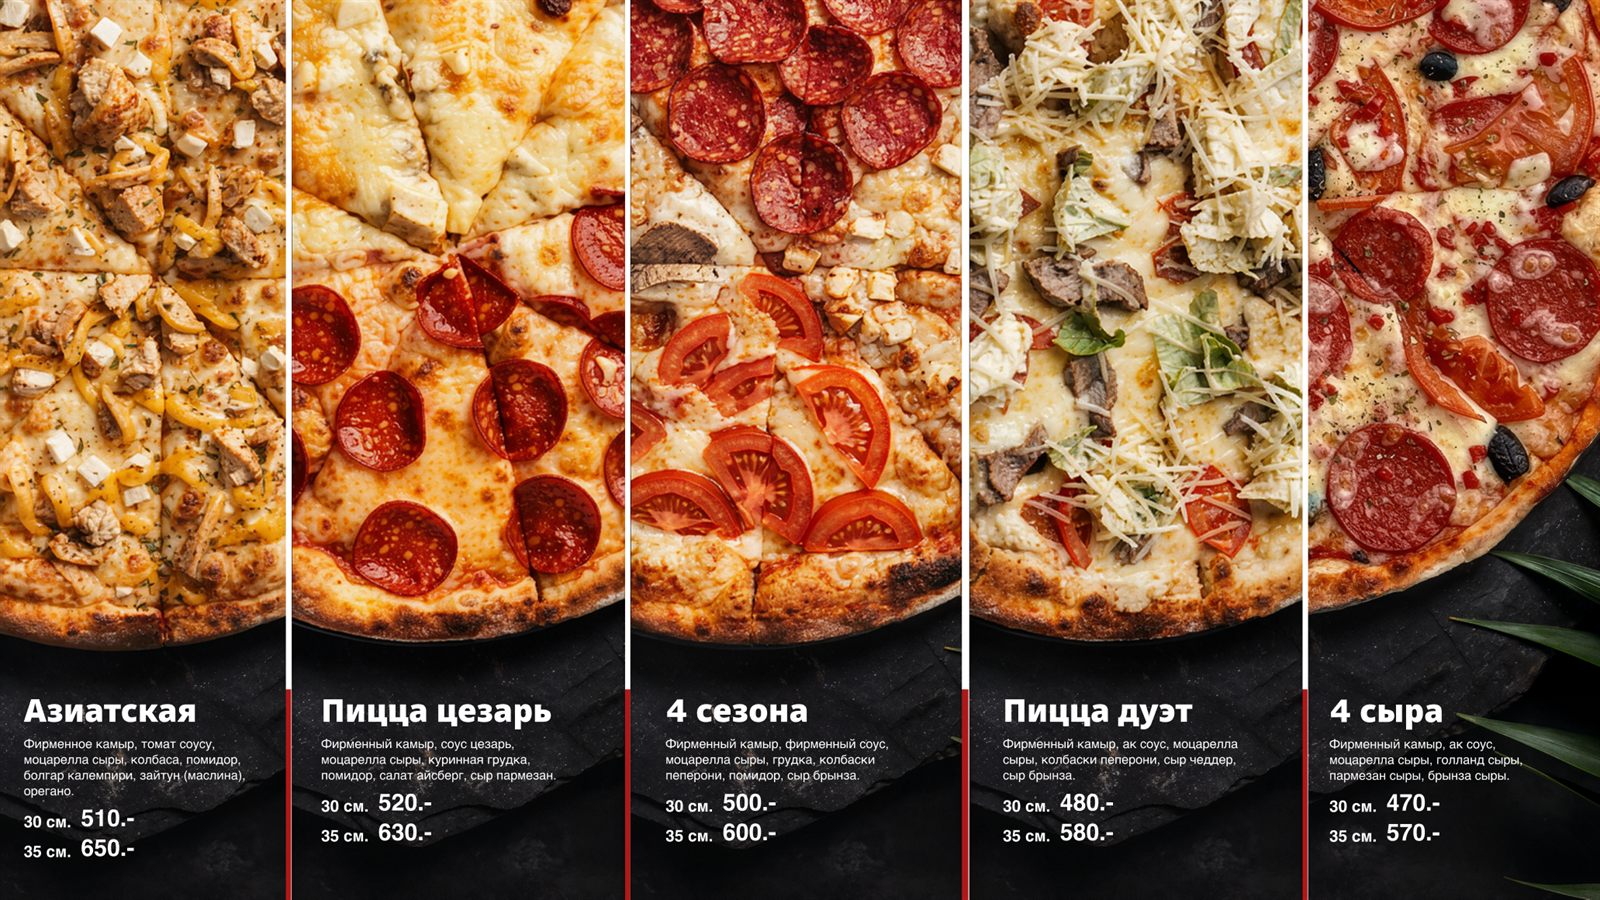 Азиатская
Фирменное камыр, томат соусу,
моцарелла сыры, колбаса, помидор,
болгар калемпири, зайтун (маслина),
орегано.
30 см. 510.-
35 см. 650.-
Пицца цезарь
Фирменный камыр, соус цезарь,
моцарелла сыры, куринная грудка,
помидор, салат айсберг, сыр пармезан.
30 см. 520.-
35 см. 630.-
4 сезона
Фирменный камыр, фирменный соус,
моцарелла сыры, грудка, колбаски
пеперони, помидор, сыр брынза.
30 см. 500.-
35 см. 600.-
Пицца дуэт
Фирменный камыр, ак соус, моцарелла
сыры, колбаски пеперони, сыр чеддер,
сыр брынза.
30 см. 480.-
35 см. 580.-
4 сыра
Фирменный камыр, ак соус,
моцарелла сыры, голланд сыры,
пармезан сыры, брынза сыры.
30 см. 470.-
35 см. 570.-